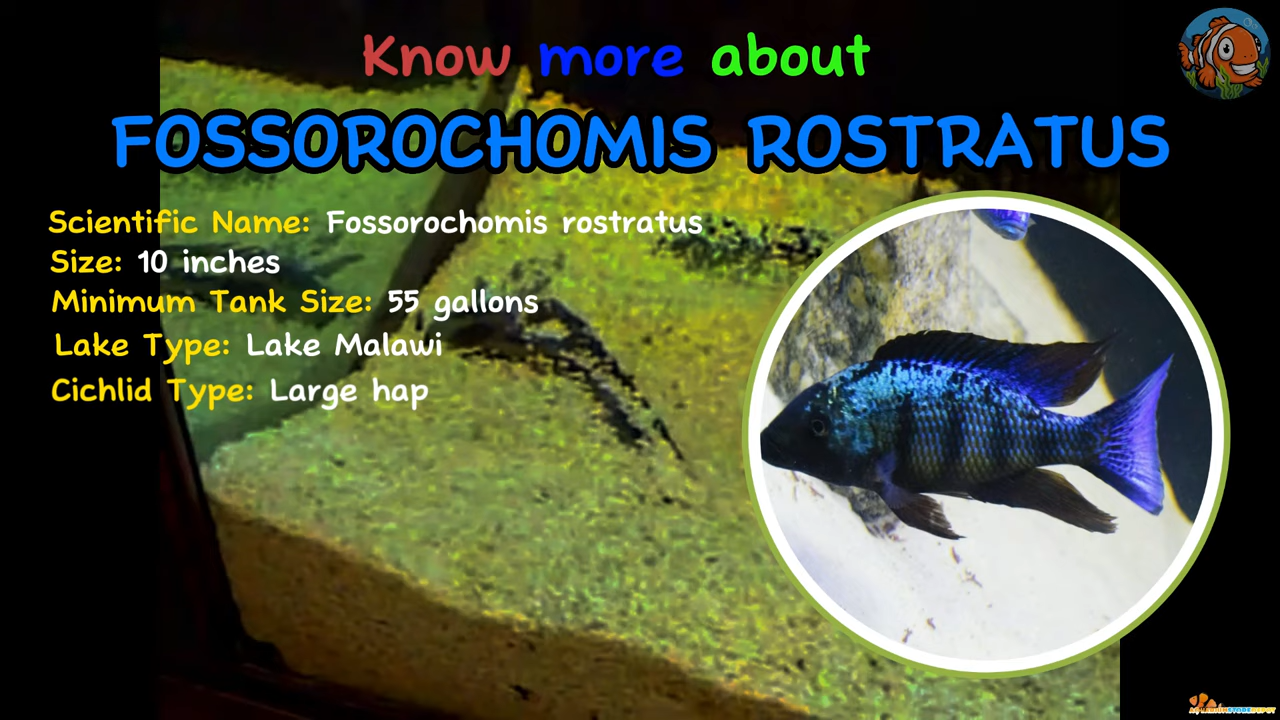 Know more about
FOSSOROCHOMIS ROSTRATUS
Scientific Name: Fossorochomis rostratus
Size: 10 inches
Minimum Tank Size: 55 gallons
Lake Type: Lake Malawi
Cichlid Type: Large hap